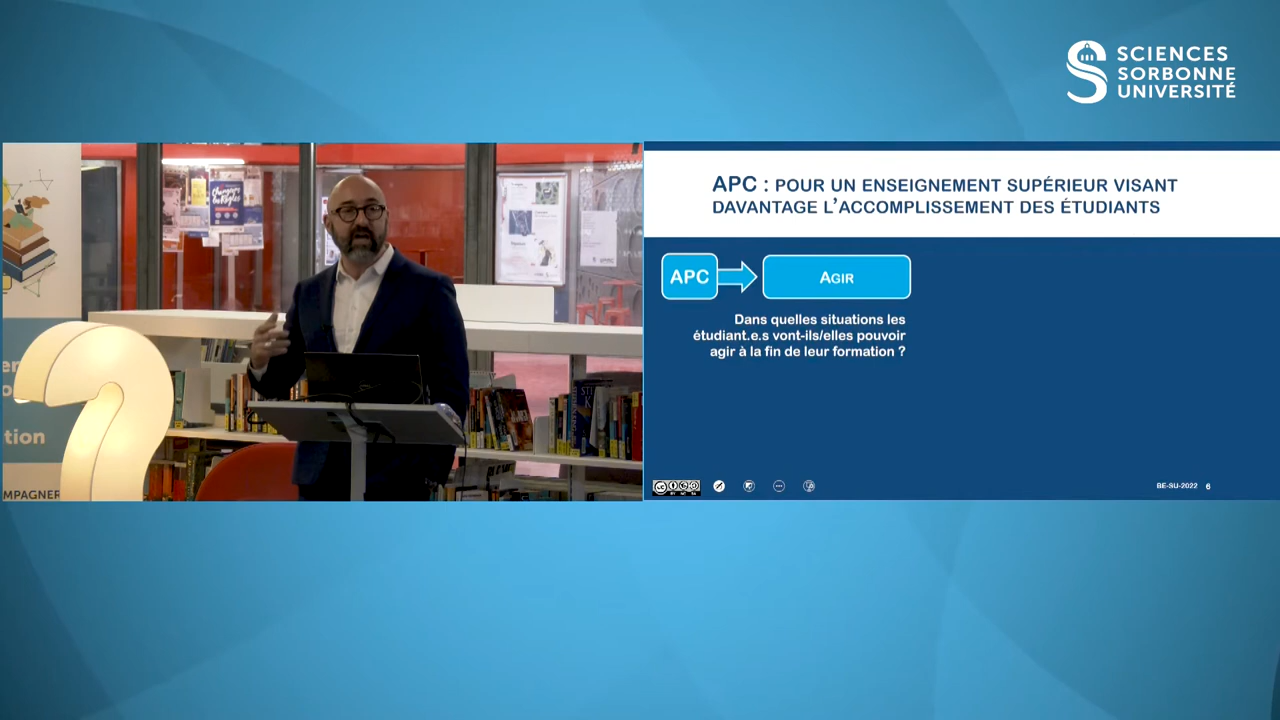 SCIENCES
SORBONNE
UNIVERSITÉ
APC : POUR UN ENSEIGNEMENT SUPÉRIEUR VISANT
DAVANTAGE L'ACCOMPLISSEMENT DES ÉTUDIANTS
APC
AGIR
Dans quelles situations les
étudiant.e.s vont-ils/elles pouvoir
agir à la fin de leur formation ?
BE-SU-2022 6
tion
MPAGNER